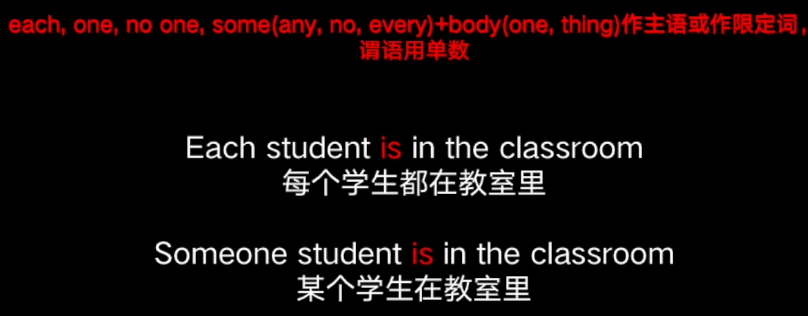 each, one, no one, some(any, no, every)+body(one, thing)作主语或作限定词，
谓语用单数
Each student is in the classroom
每个学生都在教室里
Someone student is in the classroom
某个学生在教室里